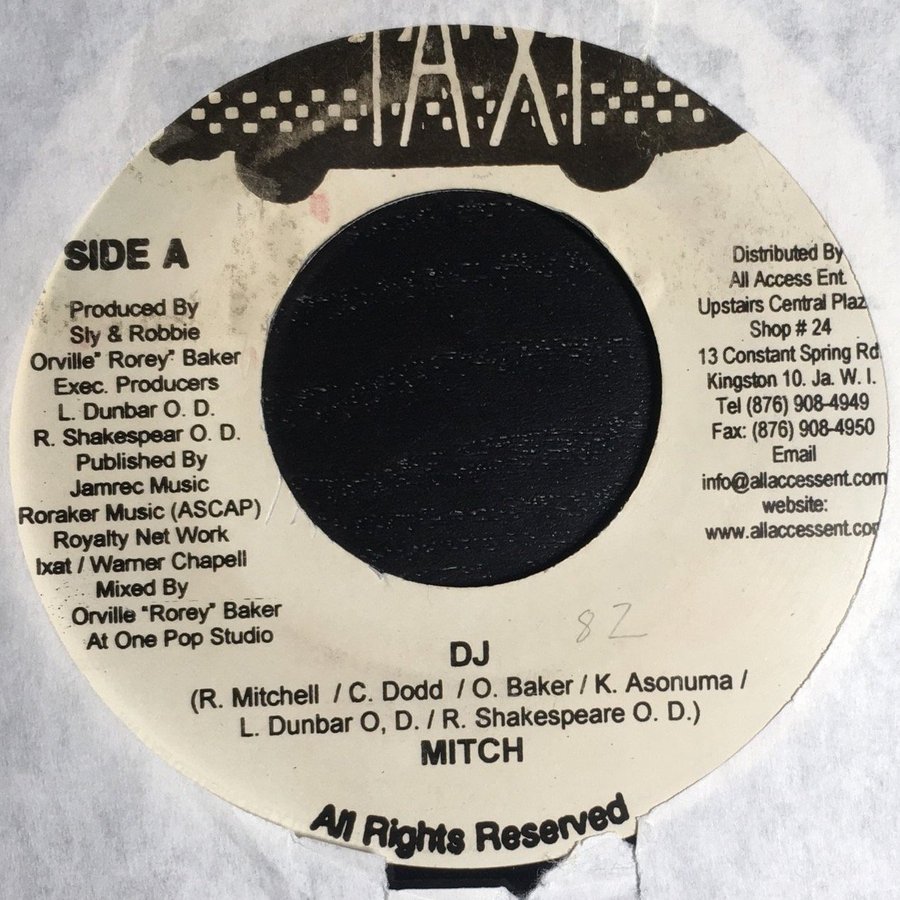 TAXI
SIDE A
Produced By
Sly & Robbie
Orville" Rorey" Baker
Exec. Producers
L. Dunbar O. D.
R. Shakespear O. D.
Published By
Jamrec Music
Roraker Music (ASCAP)
Royalty Net Work
Ixat / Warner Chapell
Mixed By
Orville "Rorey" Baker
At One Pop Studio
Distributed By
All Access Ent.
Upstairs Central Plaz
Shop # 24
13 Constant Spring Rd
Kingston 10. Ja. W. I.
Tel (876) 908-4949
Fax: (876) 908-4950
Email
info@allaccessent.com
website:
www.allaccessent.com
8Z
DJ
(R. Mitchell / C. Dodd / O. Baker / K. Asonuma /
L. Dunbar O, D. / R. Shakespeare O. D.)
MITCH
All Rights Reserved